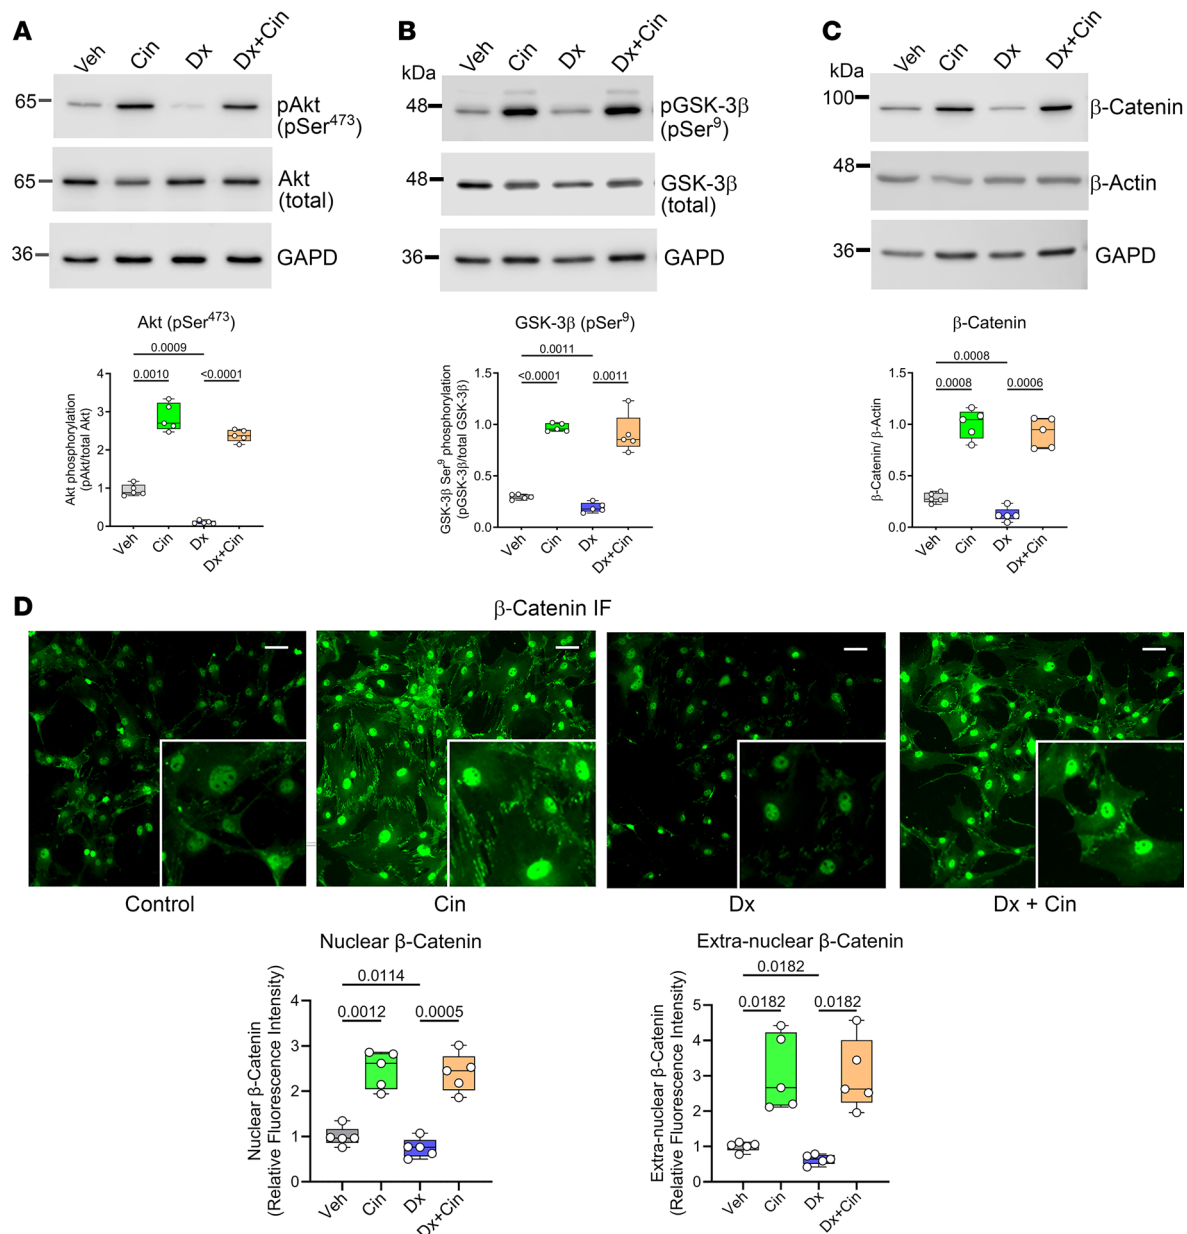 A
Veh Cin Dx Dx+Cin
65
pAkt
(pSer473)
65
Akt
(total)
36
GAPD
B
Veh Cin Dx Dx+Cin
kDa
48
pGSK-3β
(pSer9)
48
GSK-3β
(total)
36
GAPD
C
Veh Cin Dx Dx+Cin
kDa
100
β-Catenin
48
β-Actin
36
GAPD
Akt (pSer473)
0.0009
0.0010 <0.0001
Akt phosphorylation
(pAkt/total Akt)
4
3
2
1
0
Veh Cin Dx Dx+Cin
GSK-3β (pSer9)
0.0011
<0.0001 0.0011
GSK-3β Ser9 phosphorylation
(pGSK-3β/total GSK-3β)
1.5
1.0
0.5
0.0
Veh Cin Dx Dx+Cin
β-Catenin
0.0008
0.0008 0.0006
β-Catenin/ β-Actin
1.5
1.0
0.5
0.0
Veh Cin Dx Dx+Cin
D
β-Catenin IF
Control Cin Dx Dx + Cin
Nuclear β-Catenin
0.0114
0.0012 0.0005
Nuclear β-Catenin
(Relative Fluorescence Intensity)
4
3
2
1
0
Veh Cin Dx Dx+Cin
Extra-nuclear β-Catenin
0.0182
0.0182 0.0182
Extra-nuclear β-Catenin
(Relative Fluorescence Intensity)
5
4
3
2
1
0
Veh Cin Dx Dx+Cin